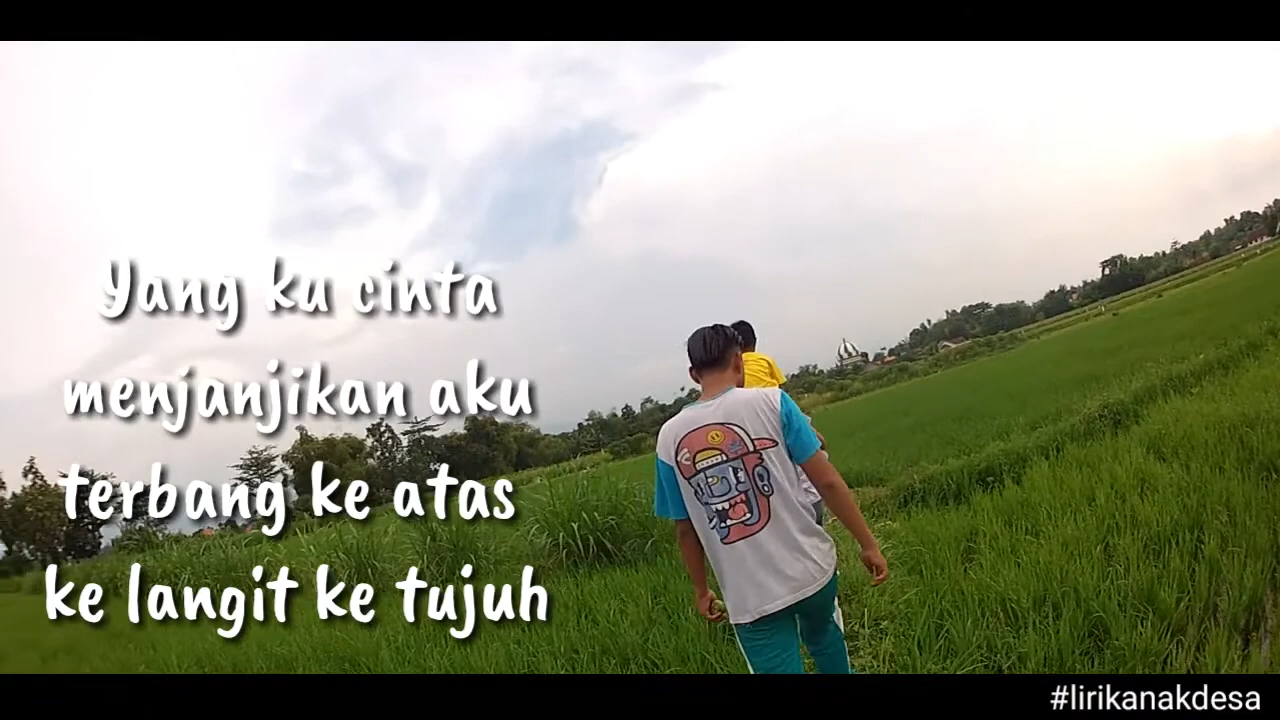 Yang ku cinta
menjanjikan aku
terbang ke atas
ke langit ke tujuh
#lirikanakdesa